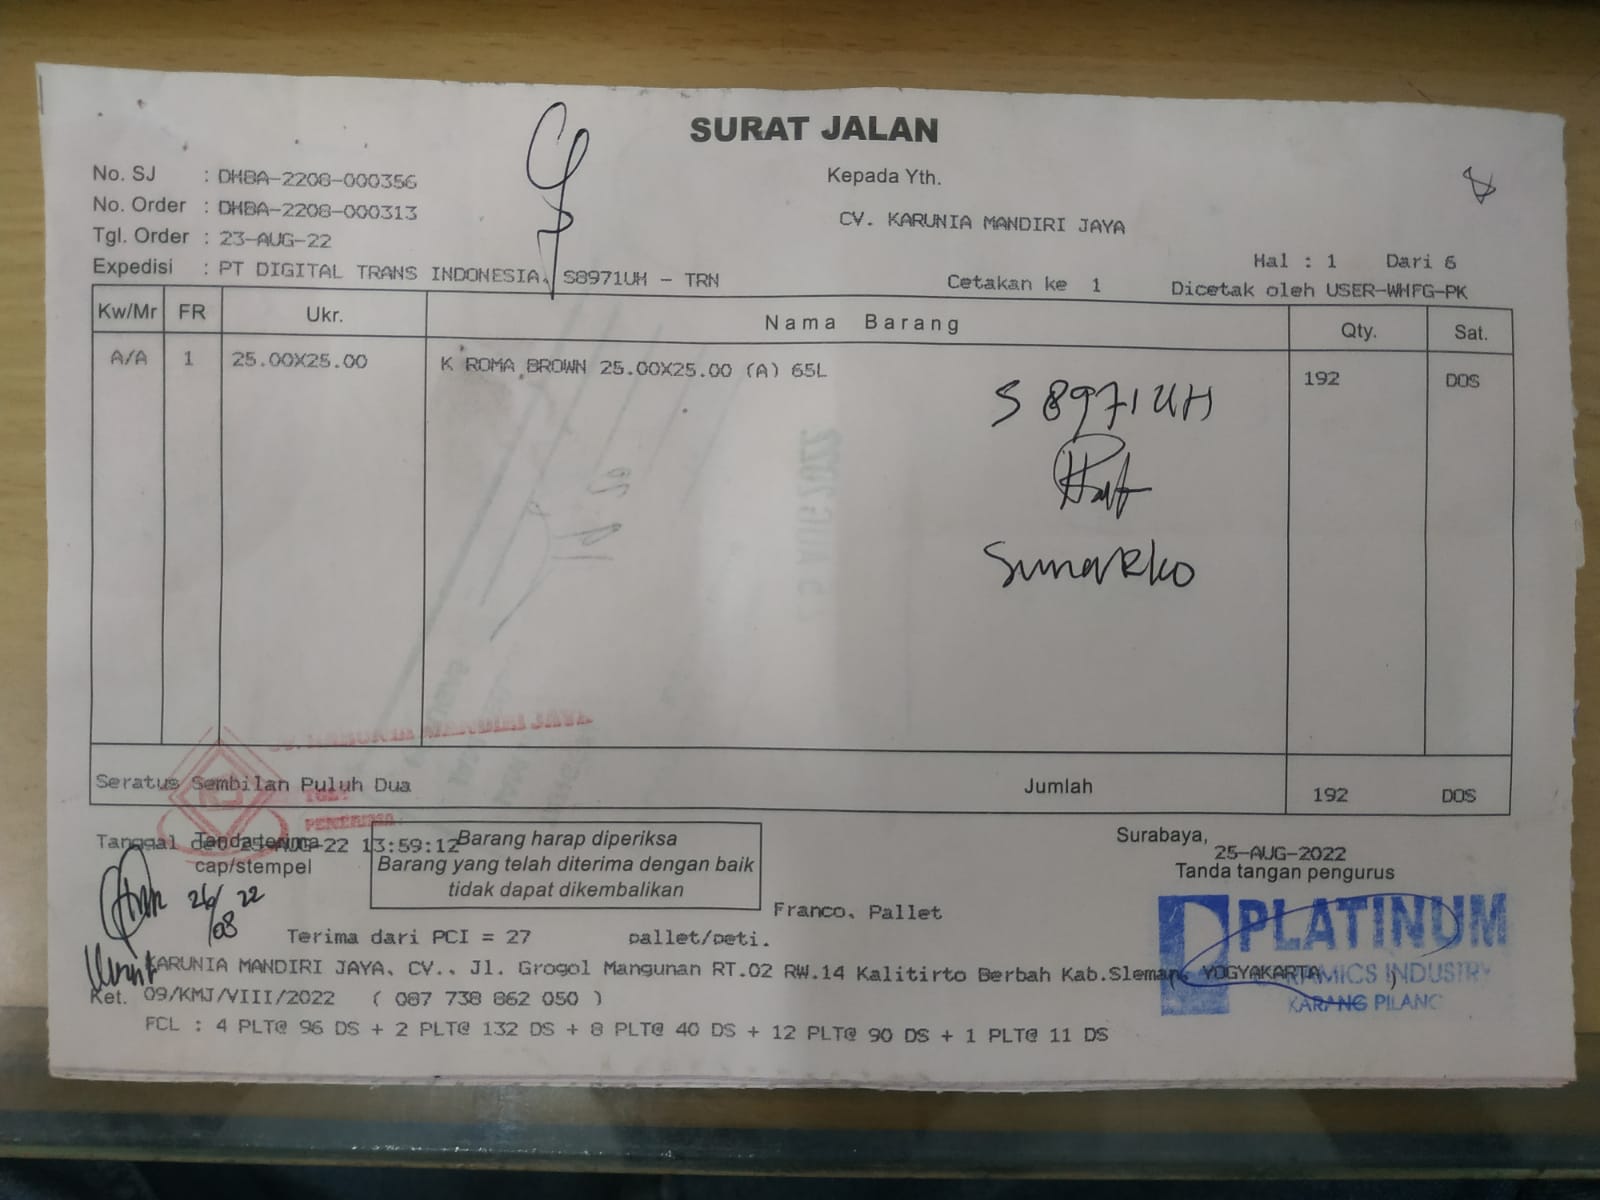 SURAT JALAN
No. SJ : DHBA-2208-000356
No. Order : DHBA-2208-000313
Tgl. Order : 23-AUG-22
Expedisi : PT DIGITAL TRANS INDONESIA, S8971UH - TRN
Kepada Yth.
CV. KARUNIA MANDIRI JAYA
Cetakan ke 1
Hal : 1 Dari 6
Dicetak oleh USER-WHFG-PK
Kw/Mr FR Ukr. Nama Barang Qty. Sat.
A/A 1 25.00X25.00 K ROMA BROWN 25.00X25.00 (A) 65L 192 DOS
S 8971UH
Sunarko
Seratus Sembilan Puluh Dua Jumlah 192 DOS
CV. KARUNIA MANDIRI JAYA
TGL:
PENERIMA
Tanggal 22 13:59:12
Tanda terima
cap/stempel
26/08 22
Barang harap diperiksa
Barang yang telah diterima dengan baik
tidak dapat dikembalikan
Surabaya,
25-AUG-2022
Tanda tangan pengurus
Franco, Pallet
PLATINUM
CERAMICS INDUSTRY
KARANG PILANG
Terima dari PCI = 27 pallet/peti.
KARUNIA MANDIRI JAYA, CV., Jl. Grogol Mangunan RT.02 RW.14 Kalitirto Berbah Kab.Sleman, YOGYAKARTA )
Ket. 09/KMJ/VIII/2022 ( 087 738 862 050 )
FCL : 4 PLT@ 96 DS + 2 PLT@ 132 DS + 8 PLT@ 40 DS + 12 PLT@ 90 DS + 1 PLT@ 11 DS